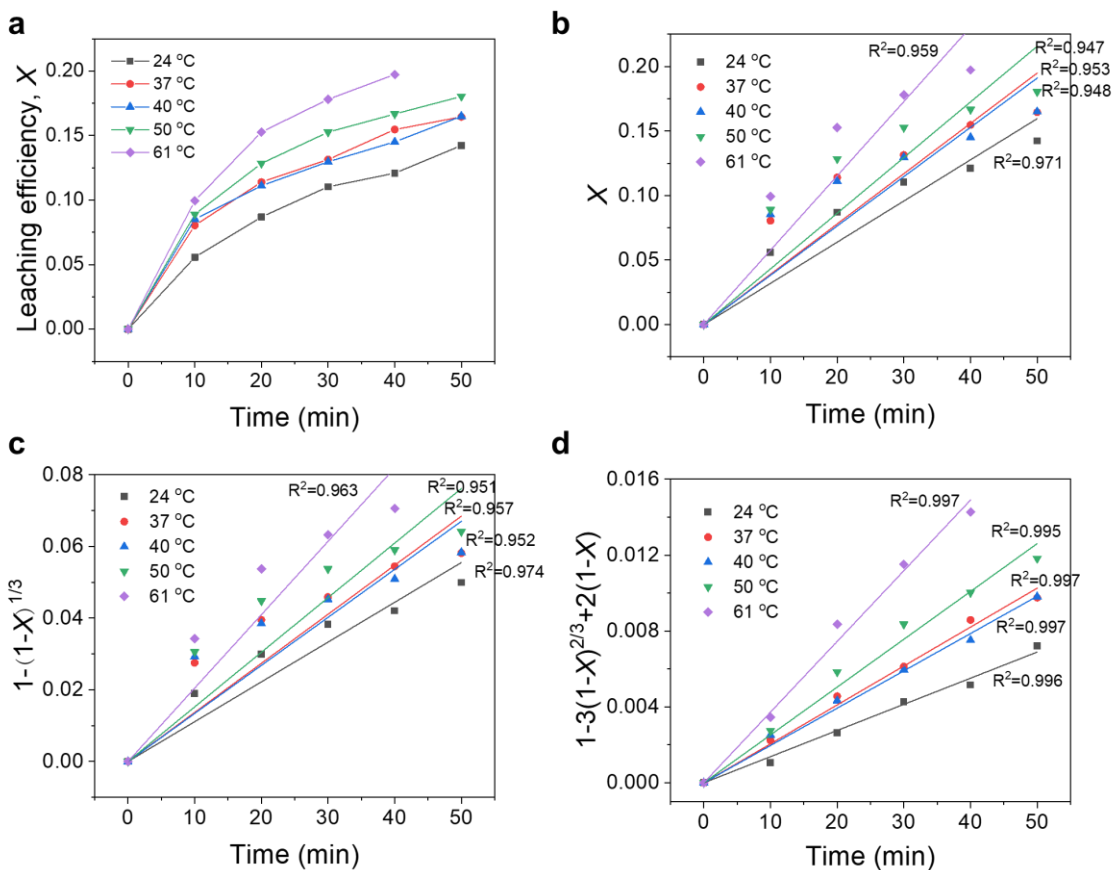 a
Leaching efficiency, X
0.20
0.15
0.10
0.05
0.00
24 °C
37 °C
40 °C
50 °C
61 °C
0 10 20 30 40 50
Time (min)
b
X
0.20
0.15
0.10
0.05
0.00
24 °C
37 °C
40 °C
50 °C
61 °C
R²=0.959
R²=0.947
R²=0.953
R²=0.948
R²=0.971
0 10 20 30 40 50
Time (min)
c
1-(1-X)^1/3
0.08
0.06
0.04
0.02
0.00
24 °C
37 °C
40 °C
50 °C
61 °C
R²=0.963
R²=0.951
R²=0.957
R²=0.952
R²=0.974
0 10 20 30 40 50
Time (min)
d
1-3(1-X)^2/3+2(1-X)
0.016
0.012
0.008
0.004
0.000
24 °C
37 °C
40 °C
50 °C
61 °C
R²=0.997
R²=0.995
R²=0.997
R²=0.997
R²=0.996
0 10 20 30 40 50
Time (min)